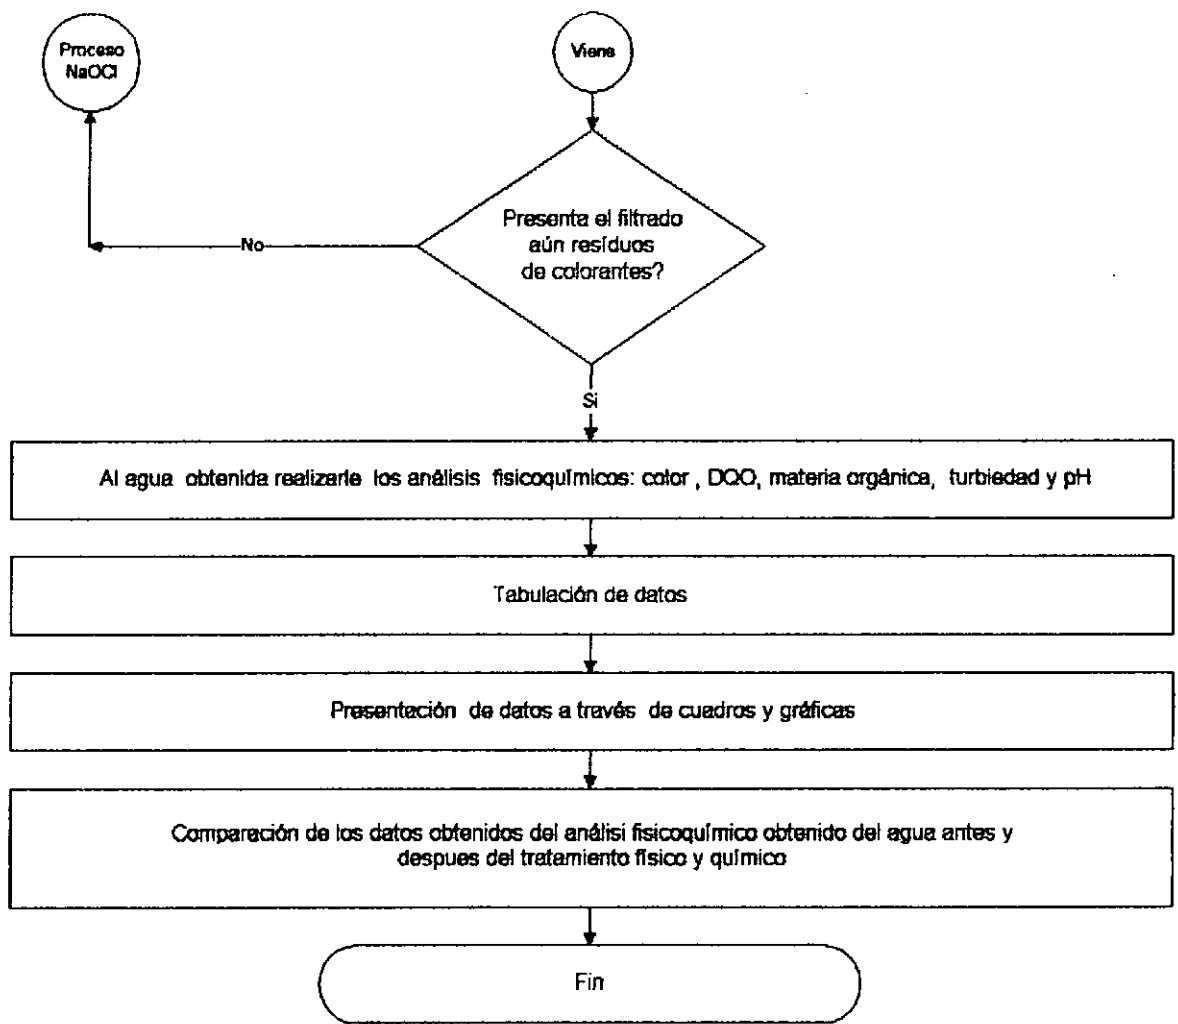 Proceso
NaOCl
Viene
Presenta el filtrado
aún resíduos
de colorantes?
No
Si
Al agua obtenida realizarle los análisis fisicoquímicos: color , DQO, materia orgánica, turbiedad y pH
Tabulación de datos
Presentación de datos a través de cuadros y gráficas
Comparación de los datos obtenidos del análisi fisicoquímico obtenido del agua antes y
despues del tratamiento físico y químico
Fin